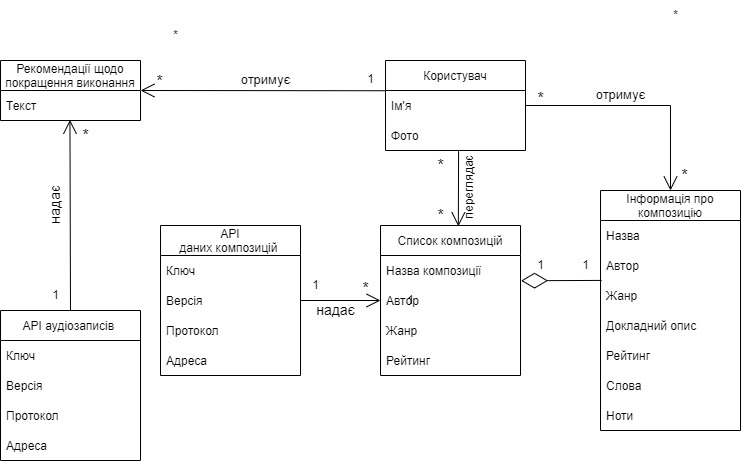 *
*
Рекомендації щодо
покращення виконання
Текст
*
отримує
1
Користувач
Ім'я
Фото
*
отримує
*
*
надає
1
*
переглядає
*
Інформація про
композицію
Назва
Автор
Жанр
Докладний опис
Рейтинг
Слова
Ноти
API
даних композицій
Ключ
Версія
Протокол
Адреса
1
*
надає
Список композицій
Назва композиції
Автор
Жанр
Рейтинг
1
1
API аудіозаписів
Ключ
Версія
Протокол
Адреса